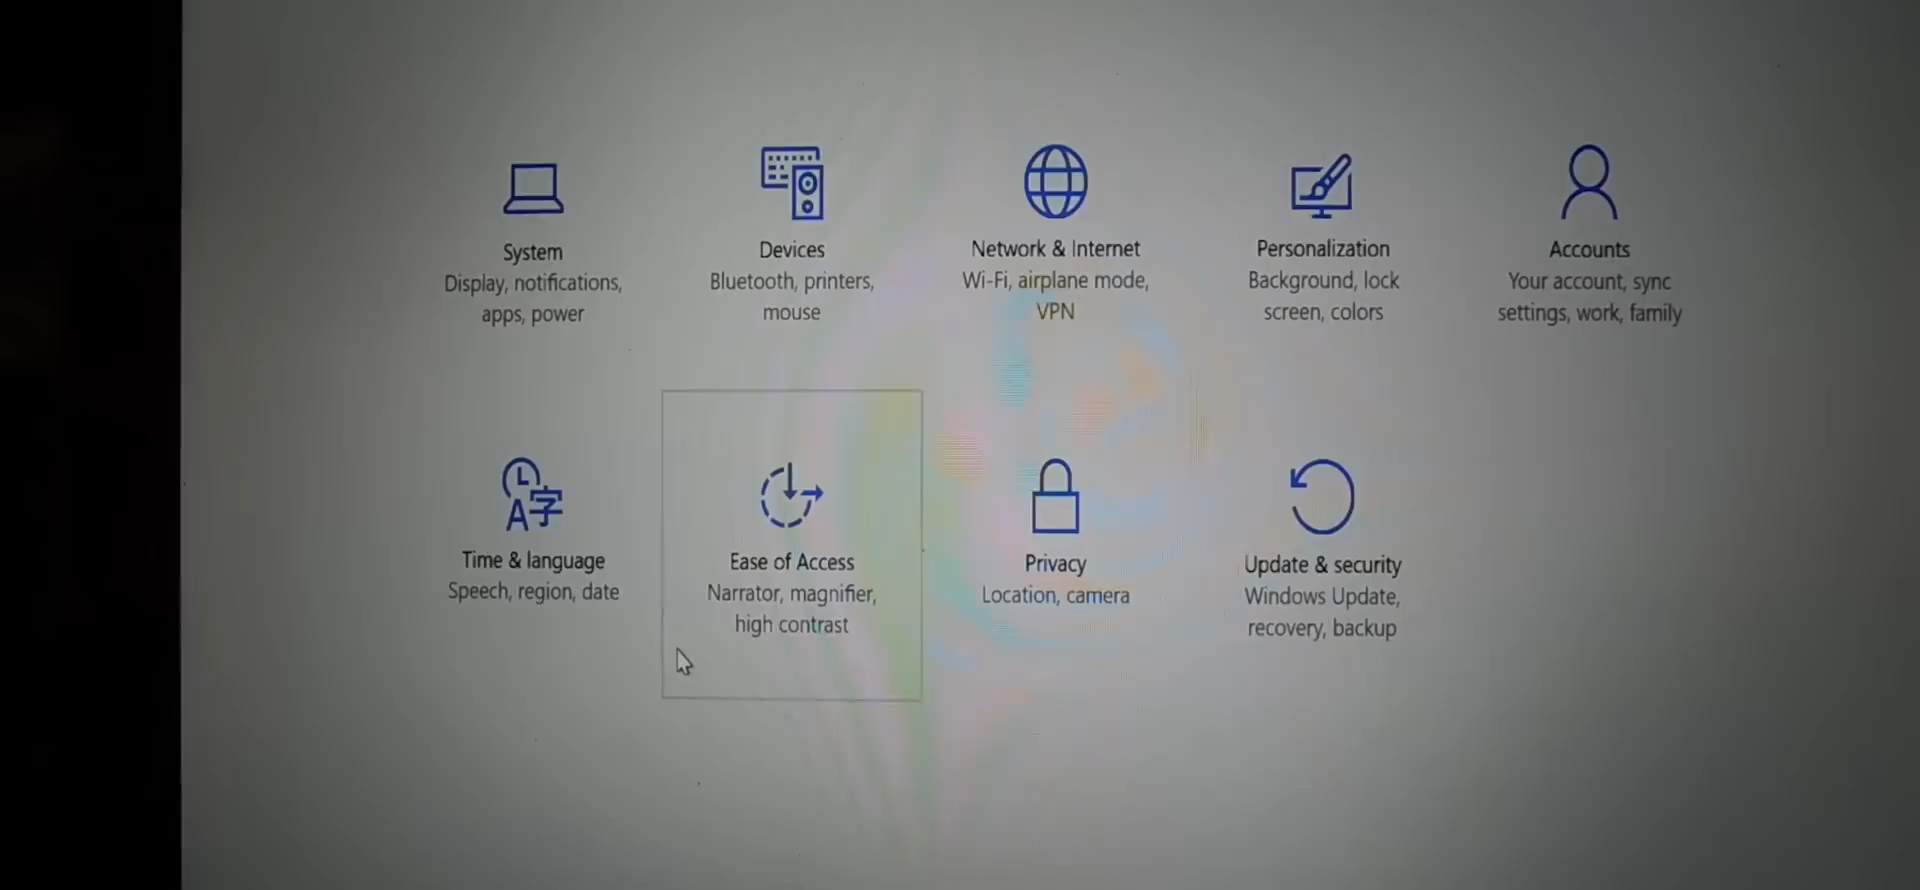 System
Display, notifications,
apps, power
Devices
Bluetooth, printers,
mouse
Network & Internet
Wi-Fi, airplane mode,
VPN
Personalization
Background, lock
screen, colors
Accounts
Your account, sync
settings, work, family
Time & language
Speech, region, date
Ease of Access
Narrator, magnifier,
high contrast
Privacy
Location, camera
Update & security
Windows Update,
recovery, backup